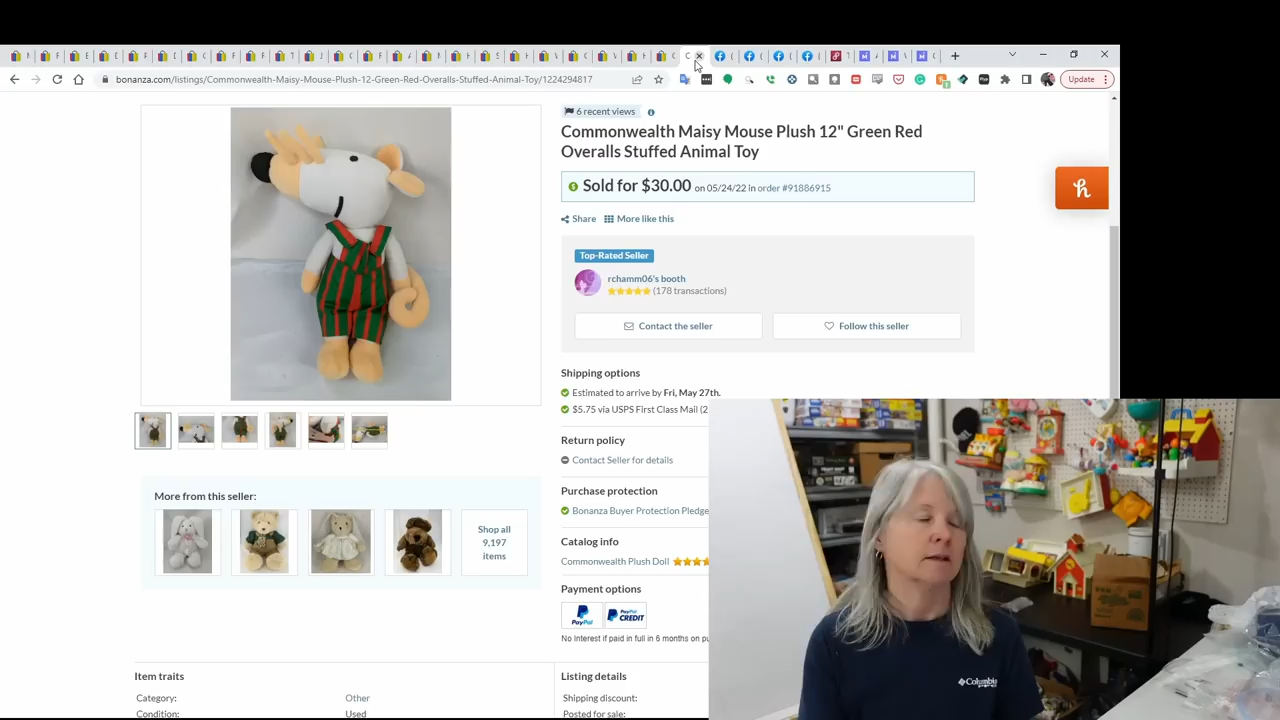 Update
bonanza.com/listings/Commonwealth-Maisy-Mouse-Plush-12-Green-Red-Overalls-Stuffed-Animal-Toy/1224294817
6 recent views
Commonwealth Maisy Mouse Plush 12" Green Red
Overalls Stuffed Animal Toy
Sold for $30.00 on 05/24/22 in order #91886915
Share More like this
Top-Rated Seller
rchamm06's booth
(178 transactions)
Contact the seller
Follow this seller
Shipping options
Estimated to arrive by Fri, May 27th.
$5.75 via USPS First Class Mail (2
Return policy
Contact Seller for details
Purchase protection
Bonanza Buyer Protection Pledge
Catalog info
Commonwealth Plush Doll
Payment options
PayPal
PayPal CREDIT
No Interest if paid in full in 6 months on pu
More from this seller:
Shop all
9,197
items
Item traits
Category: Other
Condition: Used
Listing details
Shipping discount:
Posted for sale:
Columbia